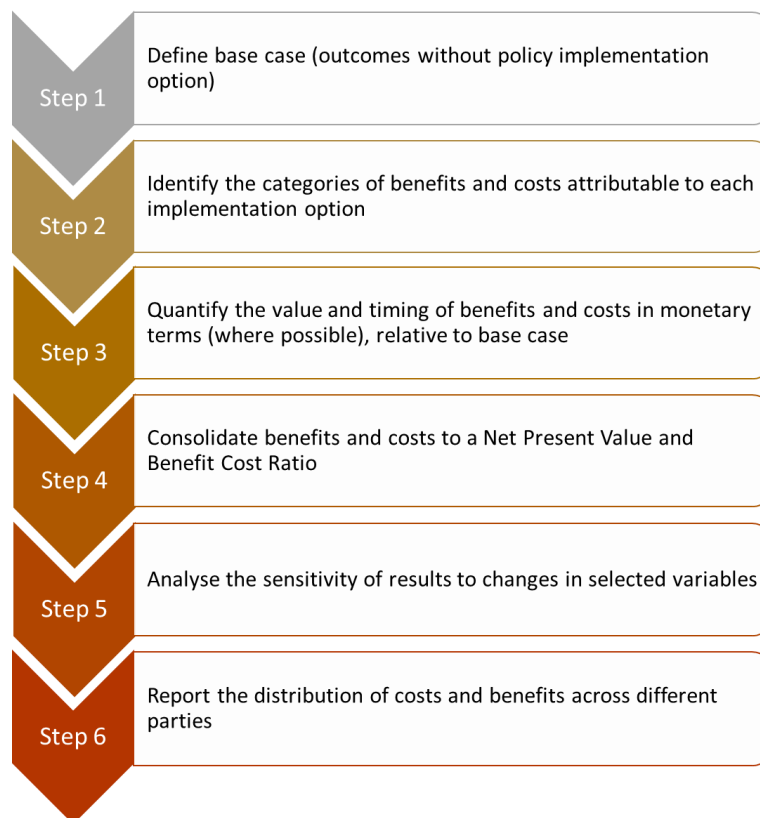 Step 1
Define base case (outcomes without policy implementation
option)
Step 2
Identify the categories of benefits and costs attributable to each
implementation option
Step 3
Quantify the value and timing of benefits and costs in monetary
terms (where possible), relative to base case
Step 4
Consolidate benefits and costs to a Net Present Value and
Benefit Cost Ratio
Step 5
Analyse the sensitivity of results to changes in selected variables
Step 6
Report the distribution of costs and benefits across different
parties